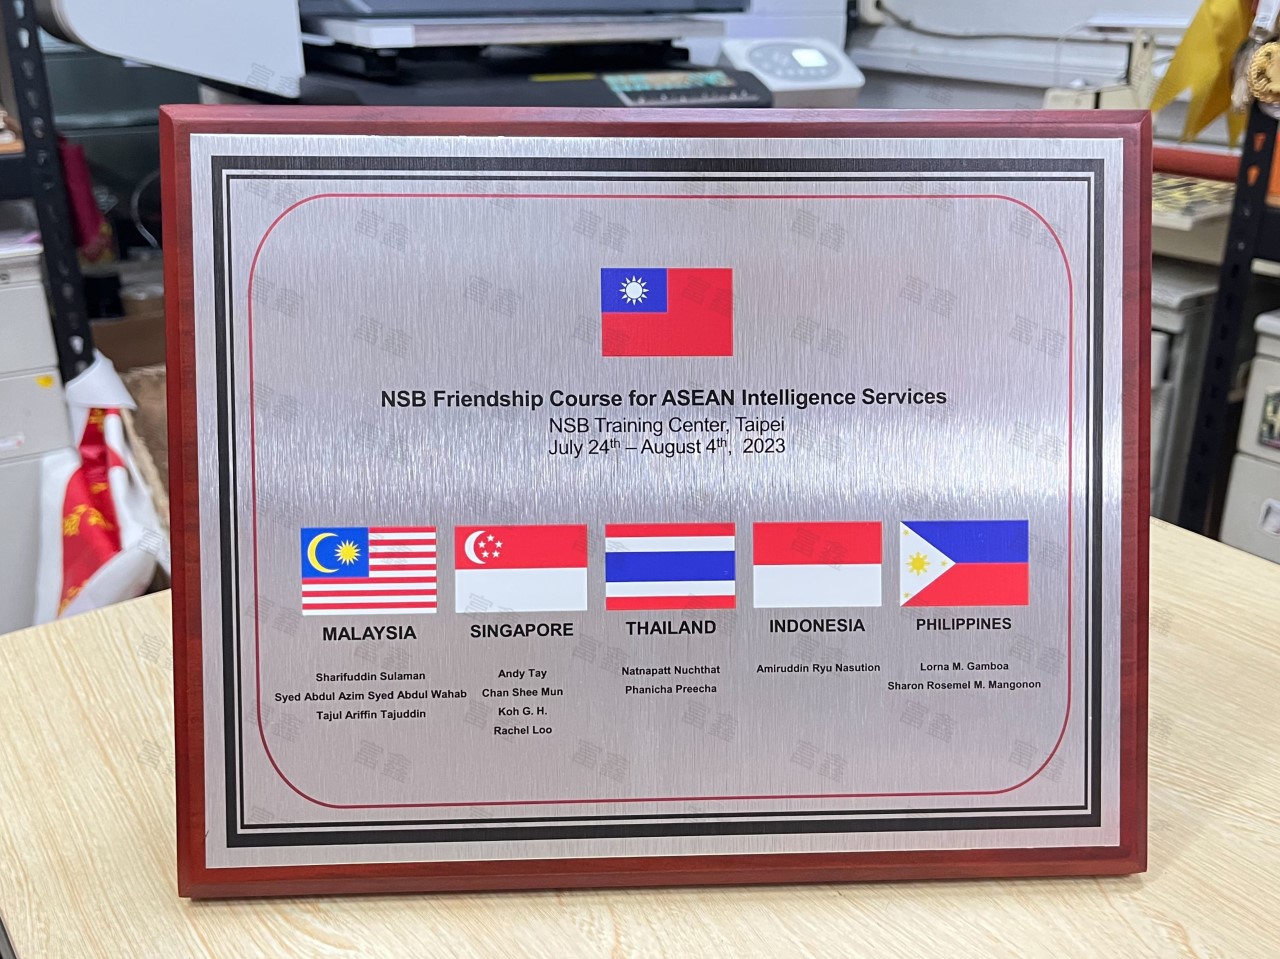 NSB Friendship Course for ASEAN Intelligence Services
NSB Training Center, Taipei
July 24th – August 4th, 2023
MALAYSIA
Sharifuddin Sulaman
Syed Abdul Azim Syed Abdul Wahab
Tajul Ariffin Tajuddin
SINGAPORE
Andy Tay
Chan Shee Mun
Koh G. H.
Rachel Loo
THAILAND
Natnapatt Nuchthat
Phanicha Preecha
INDONESIA
Amiruddin Ryu Nasution
PHILIPPINES
Lorna M. Gamboa
Sharon Rosemel M. Mangonon
富鑫